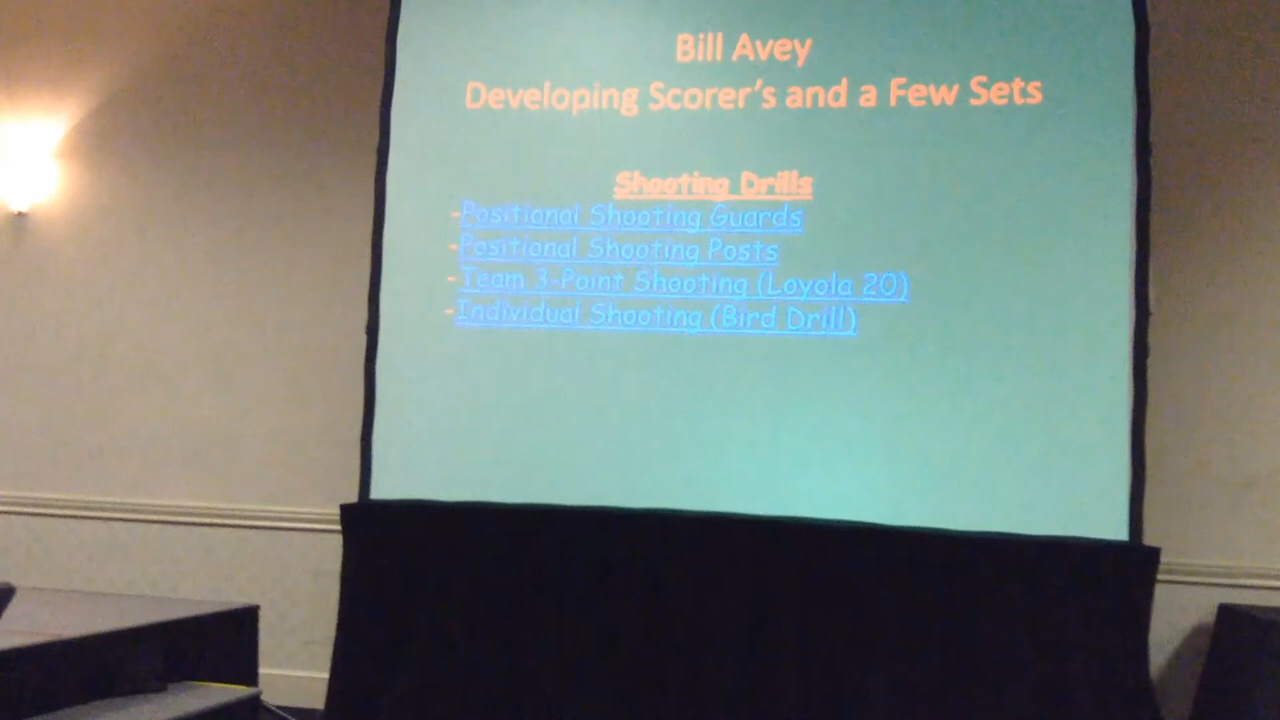 Bill Avey
Developing Scorer's and a Few Sets
Shooting Drills
-Positional Shooting Guards
-Positional Shooting Posts
-Team 3-Point Shooting (Loyola 20)
-Individual Shooting (Bird Drill)